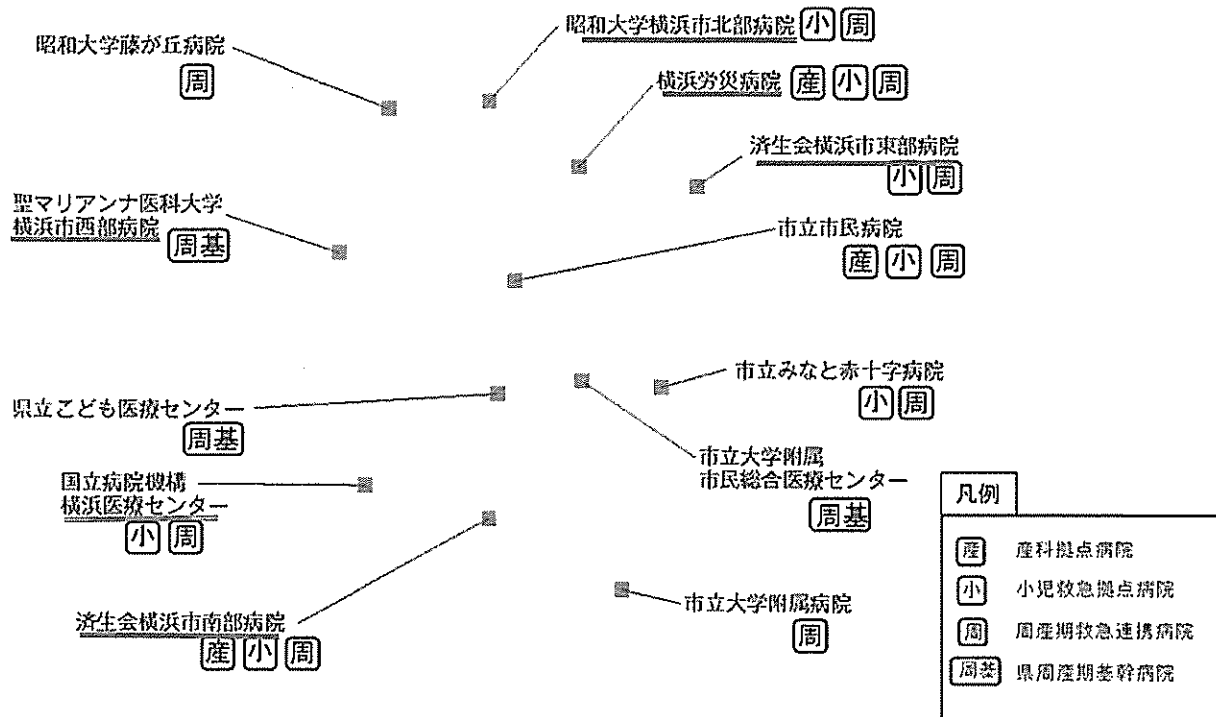 昭和大学藤が丘病院
周
昭和大学横浜市北部病院 小 周
横浜労災病院 産 小 周
済生会横浜市東部病院
小 周
聖マリアンナ医科大学
横浜市西部病院 周基
市立市民病院
産 小 周
県立こども医療センター
周基
市立みなと赤十字病院
小 周
国立病院機構
横浜医療センター
小 周
市立大学附属
市民総合医療センター
周基
済生会横浜市南部病院
産 小 周
市立大学附属病院
周
凡例
産 産科拠点病院
小 小児救急拠点病院
周 周産期救急連携病院
周基 県周産期基幹病院